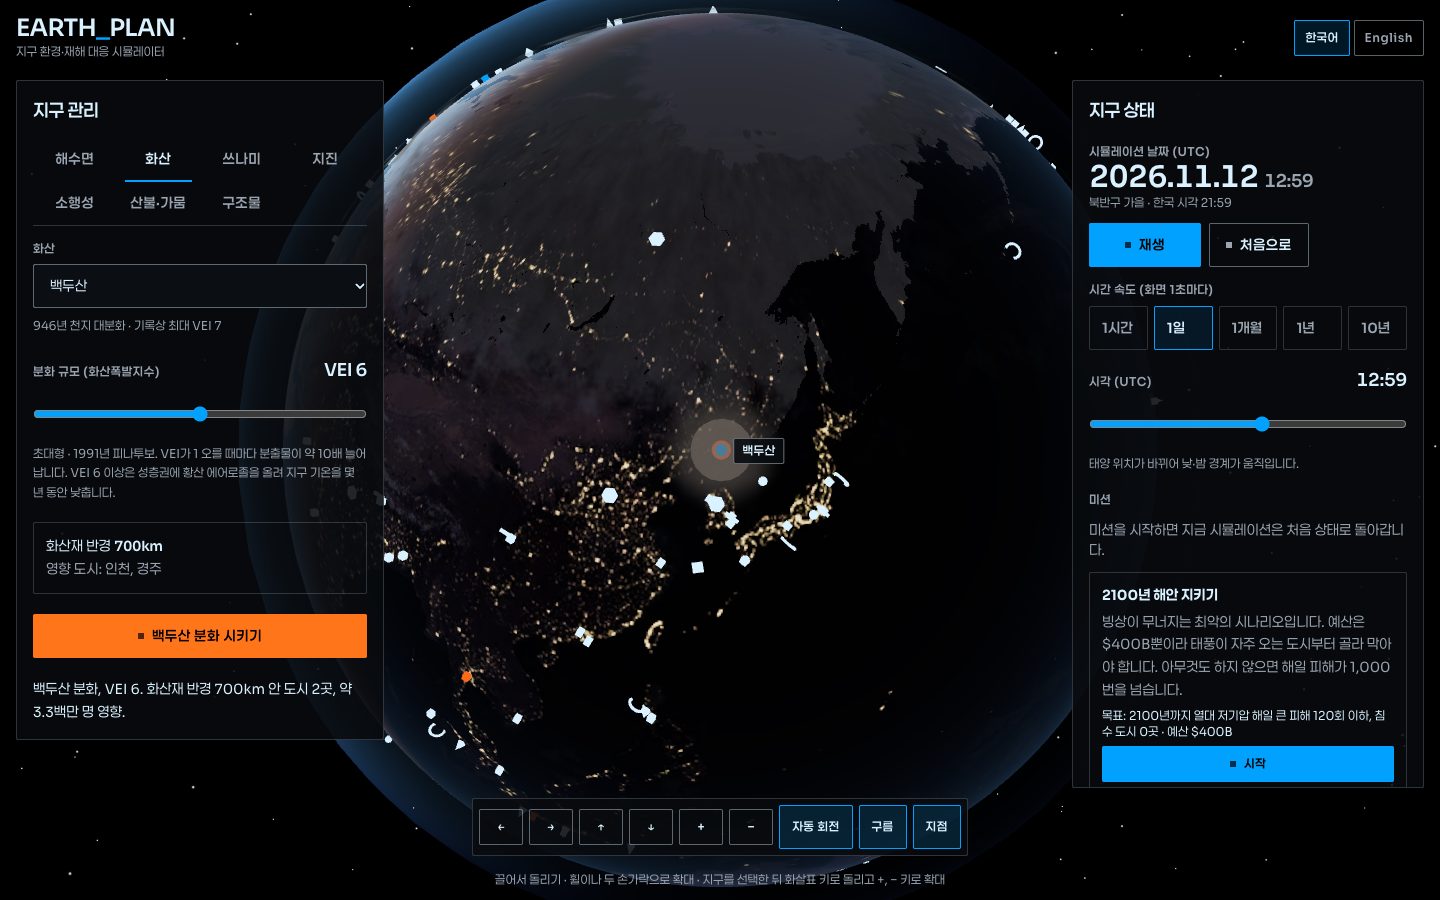 EARTH_PLAN
지구 환경·재해 대응 시뮬레이터
한국어
English
지구 관리
해수면
화산
쓰나미
지진
소행성
산불·가뭄
구조물
화산
백두산
946년 천지 대분화 · 기록상 최대 VEI 7
분화 규모 (화산폭발지수)
VEI 6
초대형 · 1991년 피나투보. VEI가 1 오를 때마다 분출물이 약 10배 늘어
납니다. VEI 6 이상은 성층권에 황산 에어로졸을 올려 지구 기온을 몇
년 동안 낮춥니다.
화산재 반경 700km
영향 도시: 인천, 경주
백두산 분화 시키기
백두산 분화, VEI 6. 화산재 반경 700km 안 도시 2곳, 약
3.3백만 명 영향.
백두산
지구 상태
시뮬레이션 날짜 (UTC)
2026.11.12 12:59
북반구 가을 · 한국 시각 21:59
재생
처음으로
시간 속도 (화면 1초마다)
1시간
1일
1개월
1년
10년
시각 (UTC)
12:59
태양 위치가 바뀌어 낮·밤 경계가 움직입니다.
미션
미션을 시작하면 지금 시뮬레이션은 처음 상태로 돌아갑니
다.
2100년 해안 지키기
빙상이 무너지는 최악의 시나리오입니다. 예산은
$400B뿐이라 태풍이 자주 오는 도시부터 골라 막아
야 합니다. 아무것도 하지 않으면 해일 피해가 1,000
번을 넘습니다.
목표: 2100년까지 열대 저기압 해일 큰 피해 120회 이하, 침
수 도시 0곳 · 예산 $400B
시작
← → ↑ ↓ + −
자동 회전
구름
지점
끌어서 돌리기 · 휠이나 두 손가락으로 확대 · 지구를 선택한 뒤 화살표 키로 돌리고 +, − 키로 확대